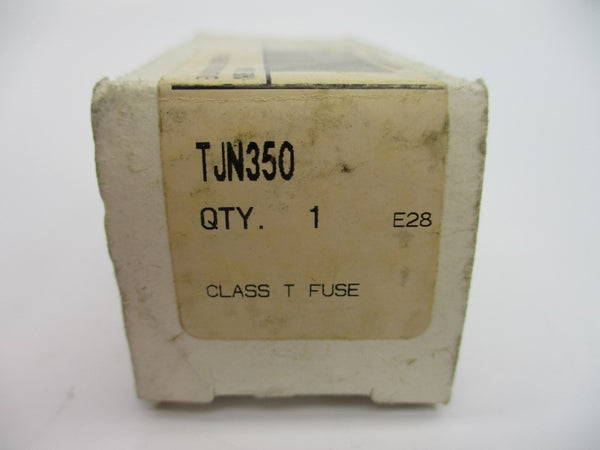 TJN350
QTY. 1 E28
CLASS T FUSE